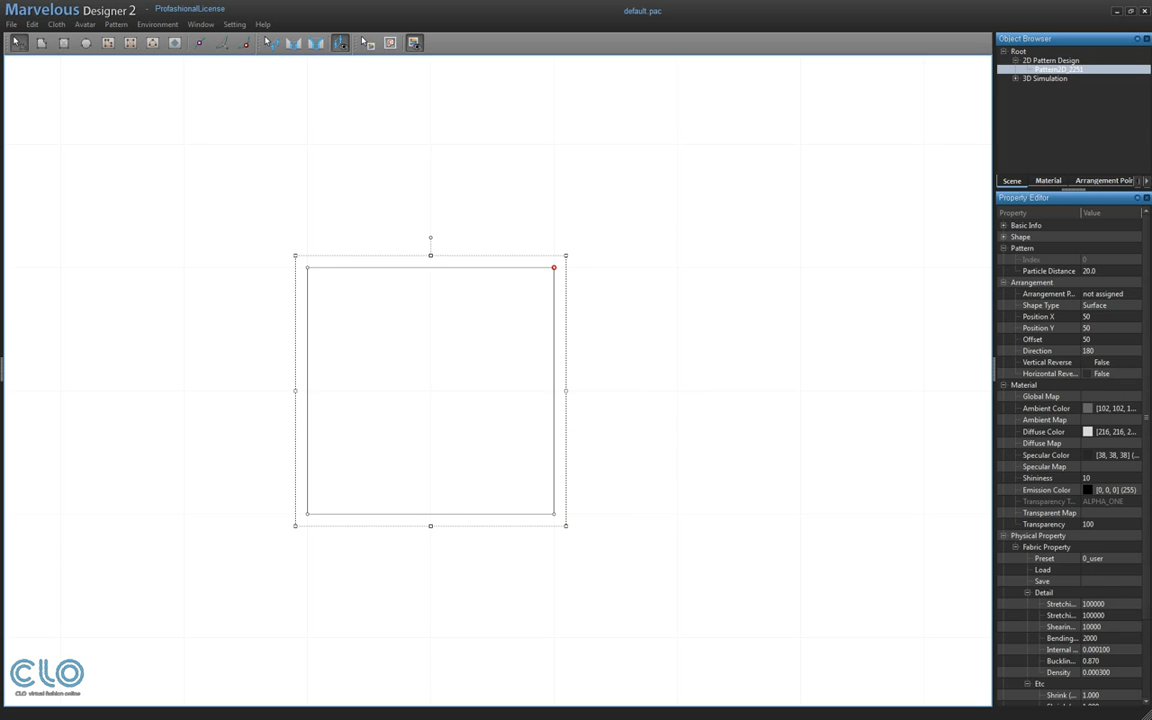 Marvelous Designer 2 - ProfashionalLicense
default.pac
File Edit Cloth Avatar Pattern Environment Window Setting Help
Object Browser
Root
2D Pattern Design
Pattern2D_2251
3D Simulation
Scene Material Arrangement Poir
Property Editor
Property Value
Basic Info
Shape
Pattern
Index 0
Particle Distance 20.0
Arrangement
Arrangement P... not assigned
Shape Type Surface
Position X 50
Position Y 50
Offset 50
Direction 180
Vertical Reverse False
Horizontal Reve... False
Material
Global Map
Ambient Color [102, 102, 1...
Ambient Map
Diffuse Color [216, 216, 2...
Diffuse Map
Specular Color [38, 38, 38] (...
Specular Map
Shininess 10
Emission Color [0, 0, 0] (255)
Transparency T... ALPHA_ONE
Transparent Map
Transparency 100
Physical Property
Fabric Property
Preset 0_user
Load
Save
Detail
Stretchi... 100000
Stretchi... 100000
Shearin... 10000
Bending... 2000
Internal ... 0.000100
Bucklin... 0.870
Density 0.000300
Etc
Shrink (... 1.000
CLO
CLO virtual fashion online